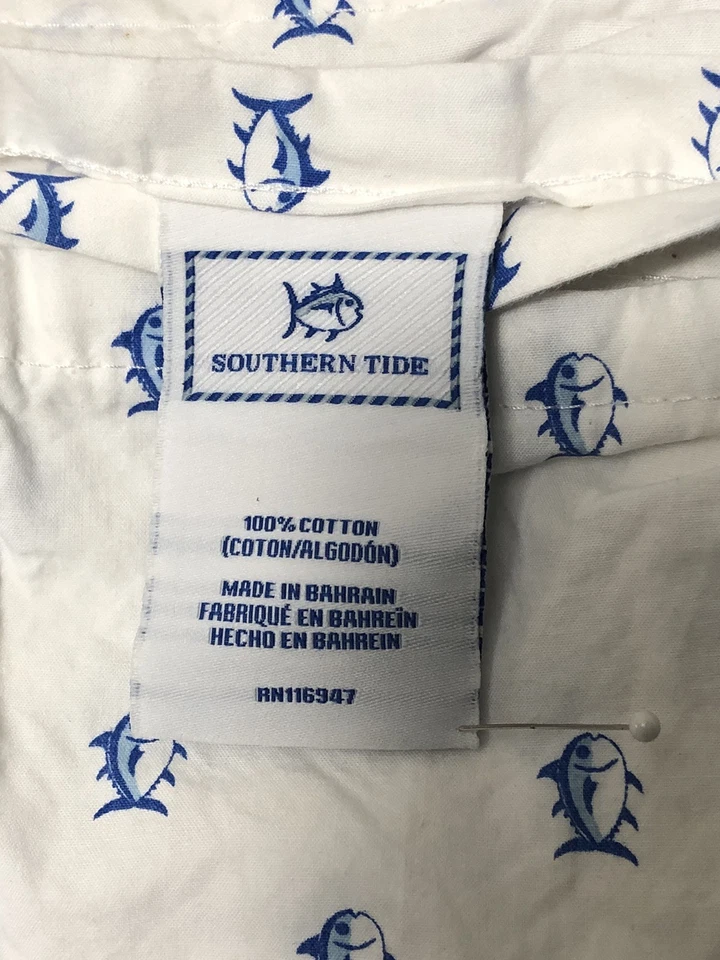 SOUTHERN TIDE
100% COTTON
(COTON/ALGODÓN)
MADE IN BAHRAIN
FABRIQUÉ EN BAHREÏN
HECHO EN BAHREIN
RN116947